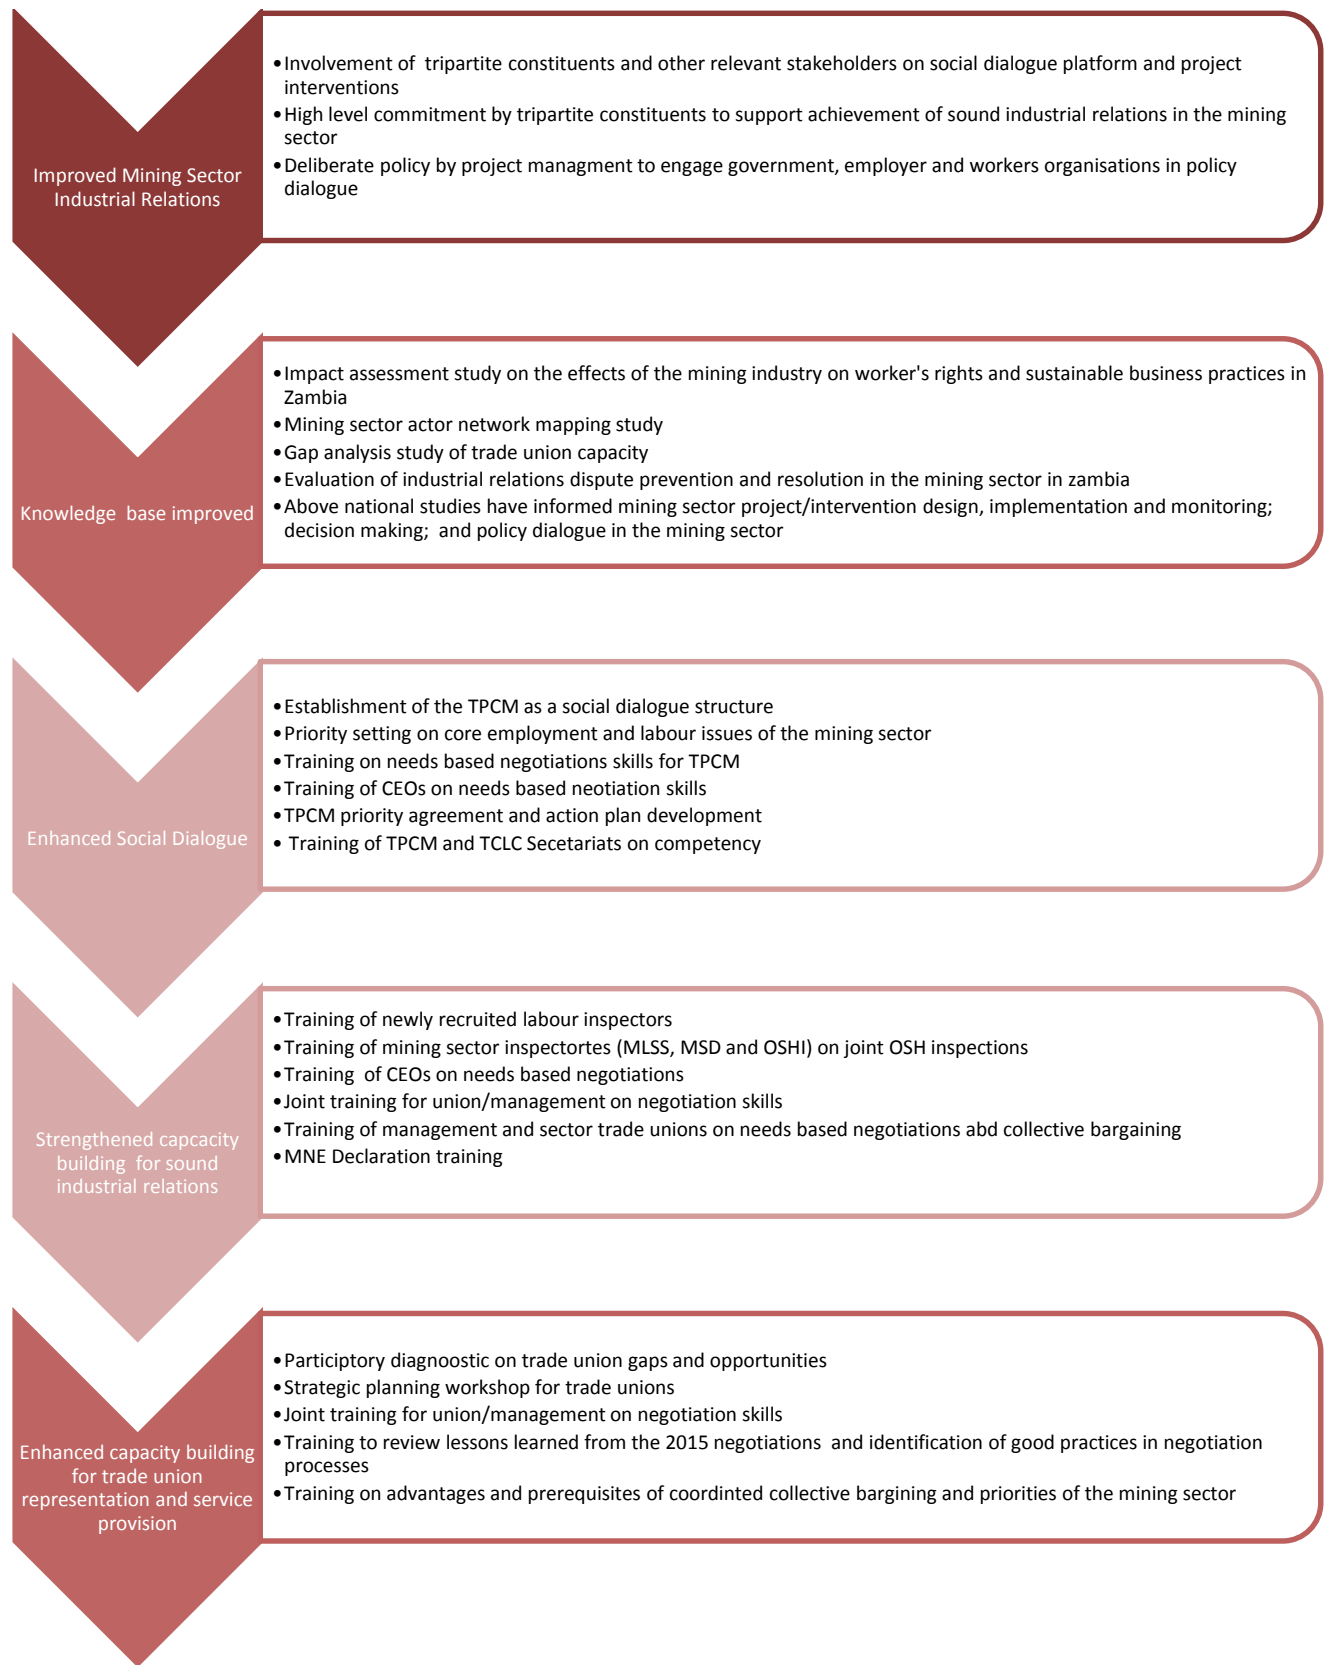 Improved Mining Sector
Industrial Relations
•Involvement of  tripartite constituents and other relevant stakeholders on social dialogue platform and project
interventions
•High level commitment by tripartite constituents to support achievement of sound industrial relations in the mining
sector
•Deliberate policy by project managment to engage government, employer and workers organisations in policy
dialogue
Knowledge  base improved
•Impact assessment study on the effects of the mining industry on worker's rights and sustainable business practices in
Zambia
•Mining sector actor network mapping study
•Gap analysis study of trade union capacity
•Evaluation of industrial relations dispute prevention and resolution in the mining sector in zambia
•Above national studies have informed mining sector project/intervention design, implementation and monitoring;
decision making;  and policy dialogue in the mining sector
Enhanced Social Dialogue
•Establishment of the TPCM as a social dialogue structure
•Priority setting on core employment and labour issues of the mining sector
•Training on needs based negotiations skills for TPCM
•Training of CEOs on needs based neotiation skills
•TPCM priority agreement and action plan development
• Training of TPCM and TCLC Secetariats on competency
Strengthened capcacity
building  for sound
industrial relations
•Training of newly recruited labour inspectors
•Training of mining sector inspectortes (MLSS, MSD and OSHI) on joint OSH inspections
•Training  of CEOs on needs based negotiations
•Joint training for union/management on negotiation skills
•Training of management and sector trade unions on needs based negotiations abd collective bargaining
•MNE Declaration training
Enhanced capacity building
for trade union
representation and service
provision
•Participtory diagnoostic on trade union gaps and opportunities
•Strategic planning workshop for trade unions
•Joint training for union/management on negotiation skills
•Training to review lessons learned from the 2015 negotiations  and identification of good practices in negotiation
processes
•Training on advantages and prerequisites of coordinted collective bargining and priorities of the mining sector